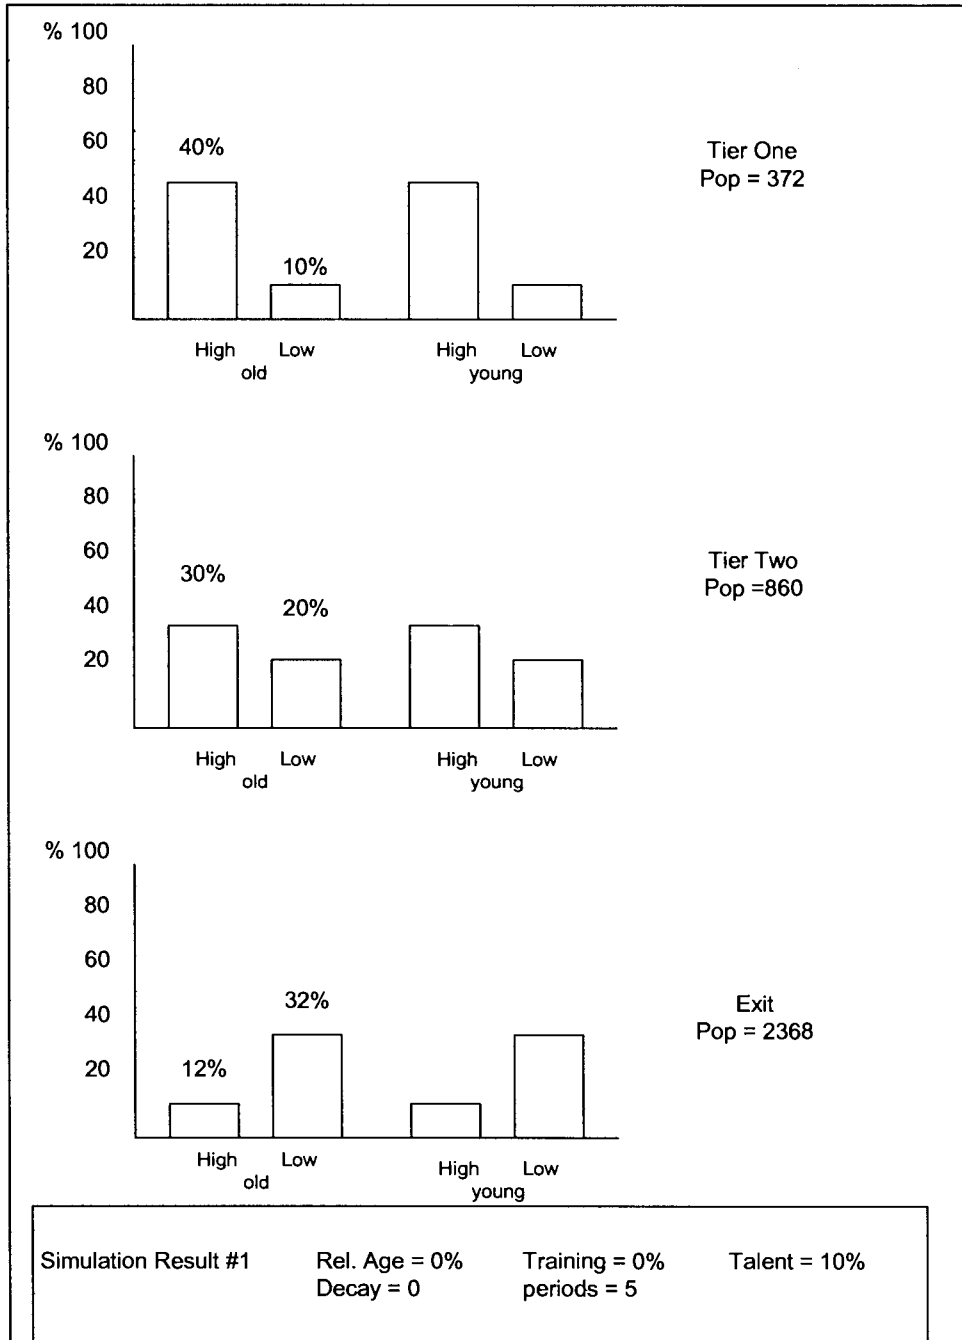 % 100
80
60
40
20
40%
10%
High Low High Low
old young
Tier One
Pop = 372
% 100
80
60
40
20
30%
20%
High Low High Low
old young
Tier Two
Pop =860
% 100
80
60
40
20
12%
32%
High Low High Low
old young
Exit
Pop = 2368
Simulation Result #1 Rel. Age = 0% Training = 0% Talent = 10%
Decay = 0 periods = 5